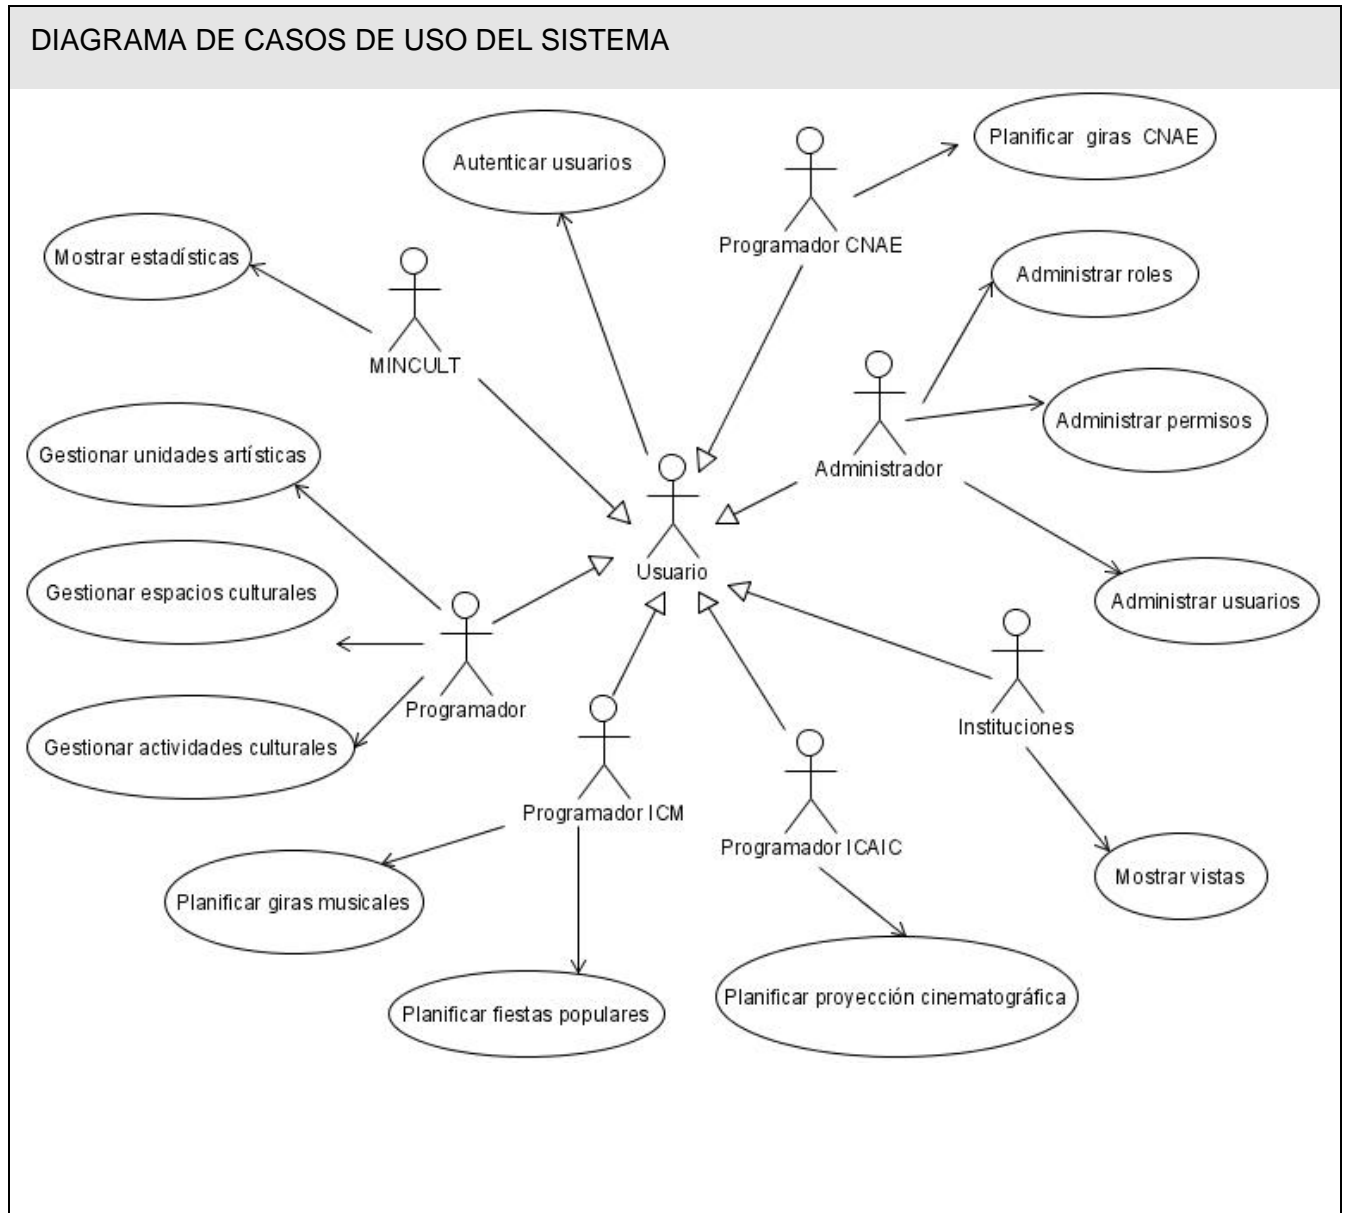 DIAGRAMA DE CASOS DE USO DEL SISTEMA
Planificar giras CNAE
Autenticar usuarios
Programador CNAE
Mostrar estadísticas
Administrar roles
MINCULT
Administrar permisos
Gestionar unidades artísticas
Administrador
Usuario
Gestionar espacios culturales
Administrar usuarios
Programador
Instituciones
Gestionar actividades culturales
Programador ICM
Programador ICAIC
Mostrar vistas
Planificar giras musicales
Planificar proyección cinematográfica
Planificar fiestas populares